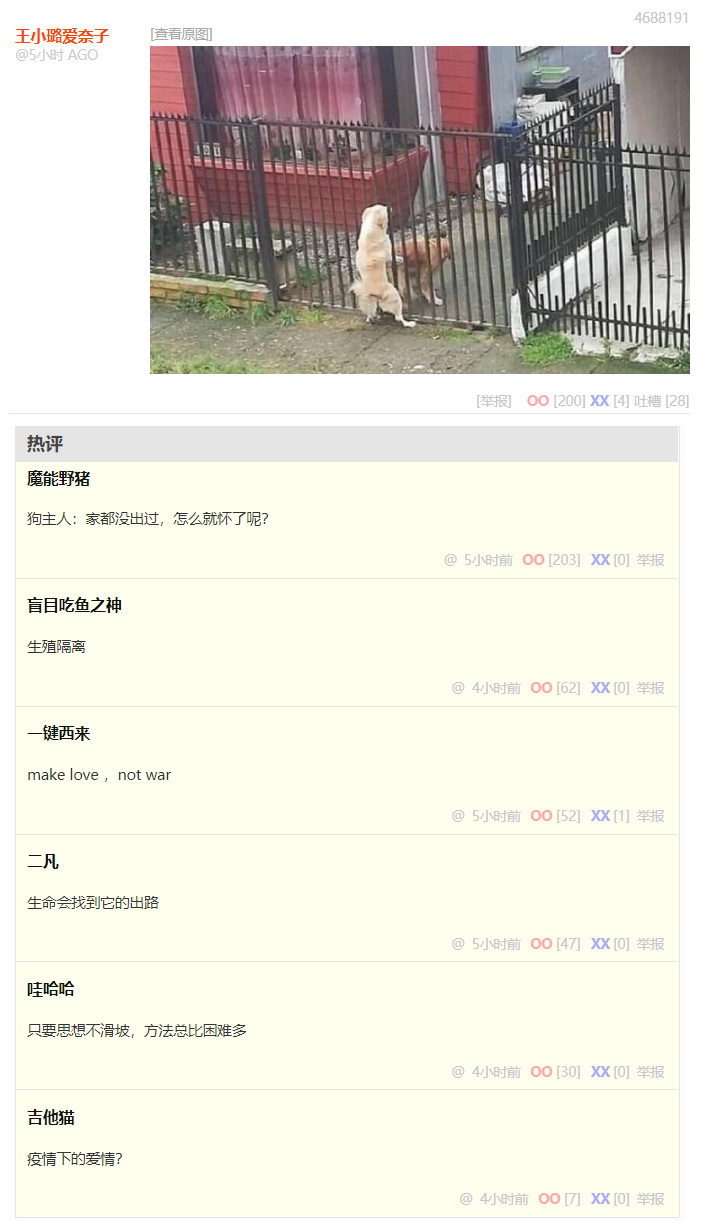 4688191
王小璐爱奈子
@5小时 AGO
[查看原图]
[举报] OO [200] XX [4] 吐槽 [28]
热评
魔能野猪
狗主人：家都没出过，怎么就怀了呢？
@ 5小时前 OO [203] XX [0] 举报
盲目吃鱼之神
生殖隔离
@ 4小时前 OO [62] XX [0] 举报
一键西来
make love ，not war
@ 5小时前 OO [52] XX [1] 举报
二凡
生命会找到它的出路
@ 5小时前 OO [47] XX [0] 举报
哇哈哈
只要思想不滑坡，方法总比困难多
@ 4小时前 OO [30] XX [0] 举报
吉他猫
疫情下的爱情？
@ 4小时前 OO [7] XX [0] 举报